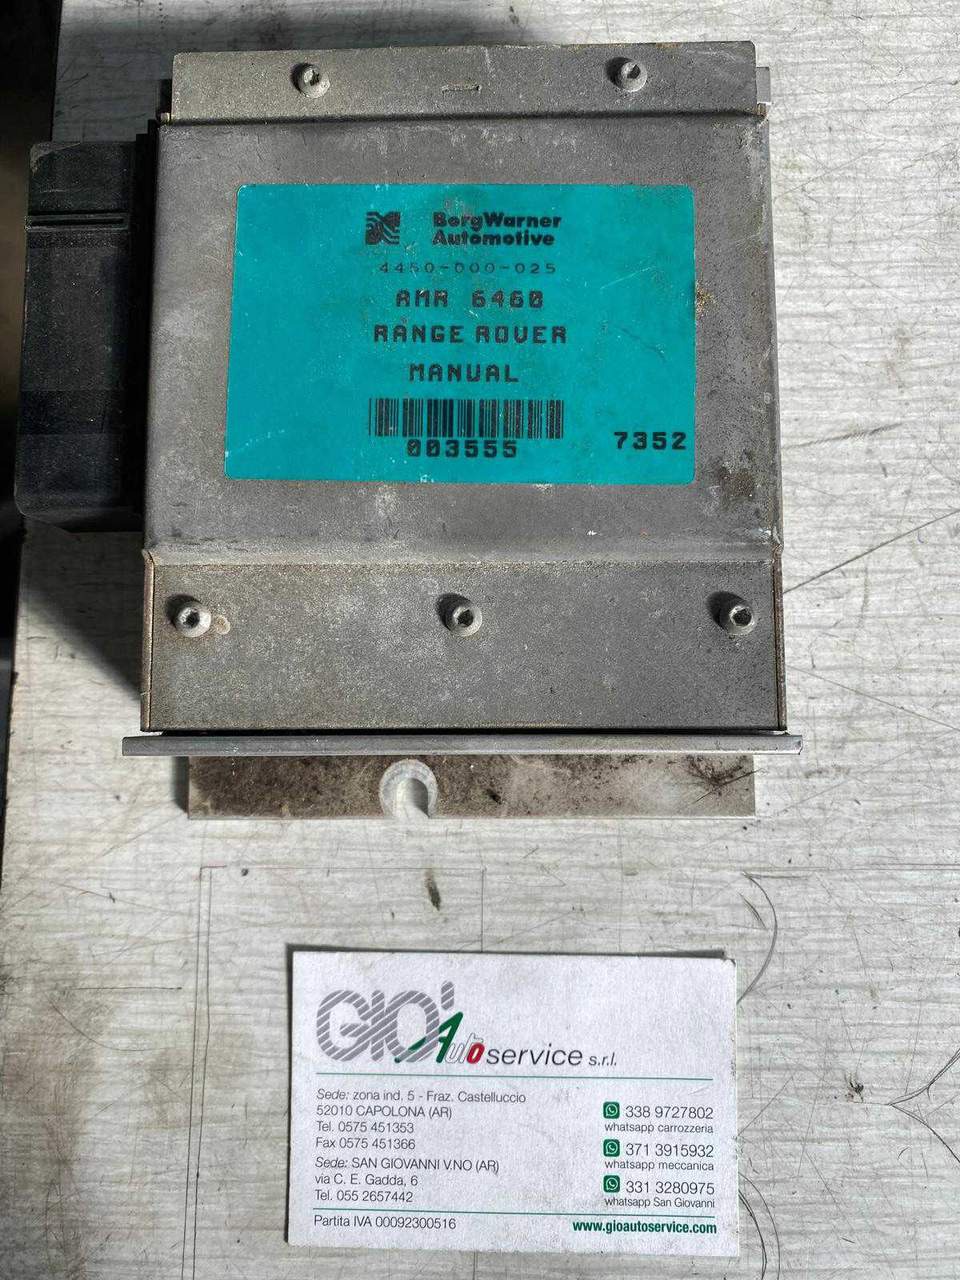 BorgWarner
Automotive
4450-000-025
AMR 6460
RANGE ROVER
MANUAL
003555
7352
GIO' Auto service s.r.l.
Sede: zona ind. 5 - Fraz. Castelluccio
52010 CAPOLONA (AR)
Tel. 0575 451353
Fax 0575 451366
Sede: SAN GIOVANNI V.NO (AR)
via C. E. Gadda, 6
Tel. 055 2657442
338 9727802
whatsapp carrozzeria
371 3915932
whatsapp meccanica
331 3280975
whatsapp San Giovanni
Partita IVA 00092300516
www.gioautoservice.com